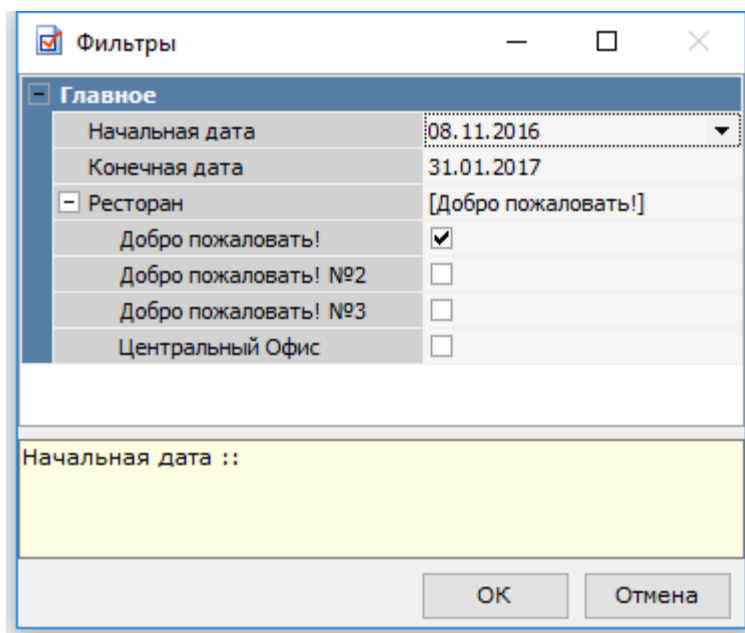 Фильтры
Главное
Начальная дата 08.11.2016
Конечная дата 31.01.2017
Ресторан [Добро пожаловать!]
Добро пожаловать!
Добро пожаловать! №2
Добро пожаловать! №3
Центральный Офис
Начальная дата ::
ОК Отмена